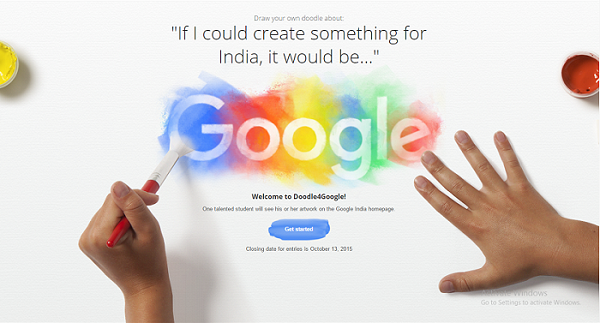 Draw your own doodle about:
"If I could create something for
India, it would be..."
Google
Welcome to Doodle4Google!
One talented student will see his or her artwork on the Google India homepage
Get started
Closing date for entries is October 13, 2015
Windows
Go to Settings to activate Windows.